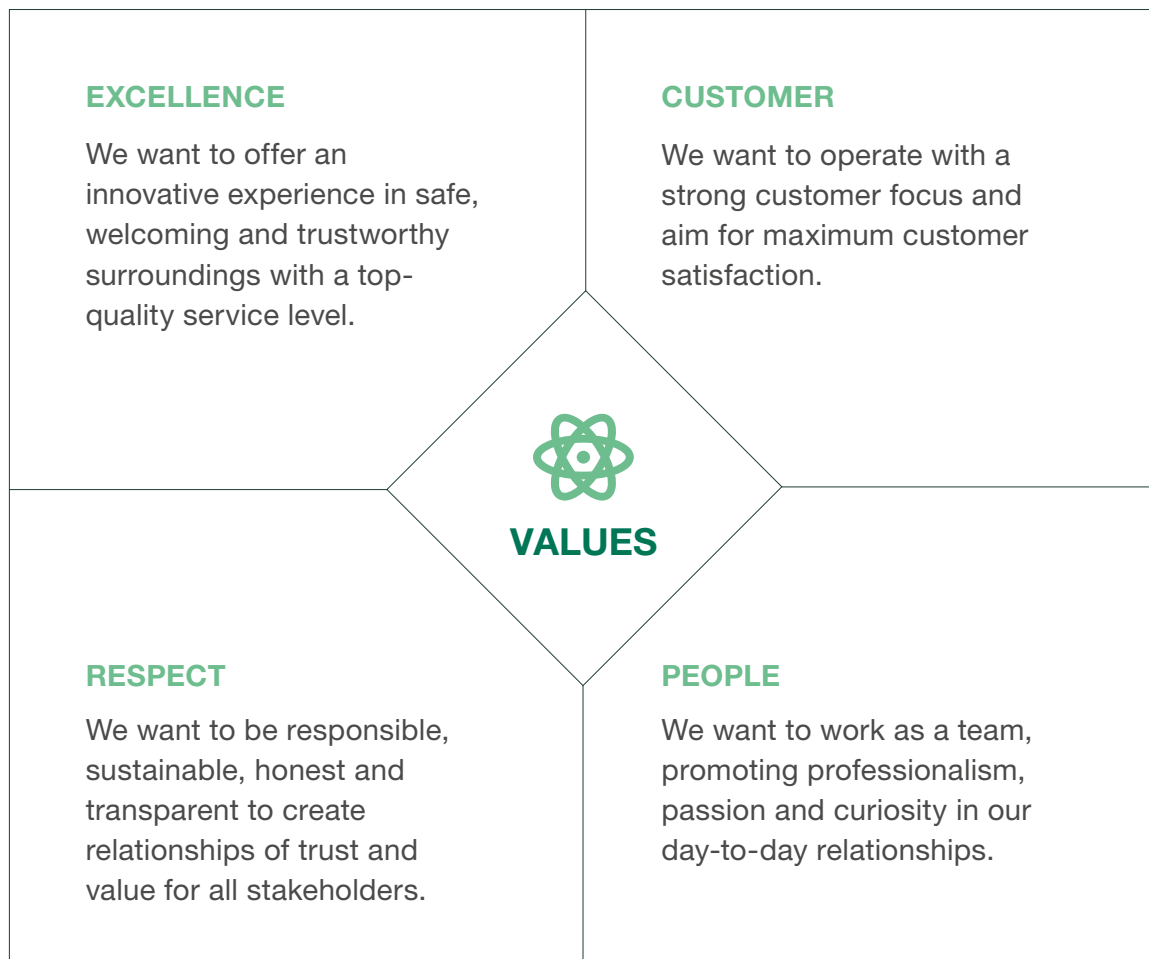 EXCELLENCE
We want to offer an
innovative experience in safe,
welcoming and trustworthy
surroundings with a top-
quality service level.
CUSTOMER
We want to operate with a
strong customer focus and
aim for maximum customer
satisfaction.
VALUES
RESPECT
We want to be responsible,
sustainable, honest and
transparent to create
relationships of trust and
value for all stakeholders.
PEOPLE
We want to work as a team,
promoting professionalism,
passion and curiosity in our
day-to-day relationships.